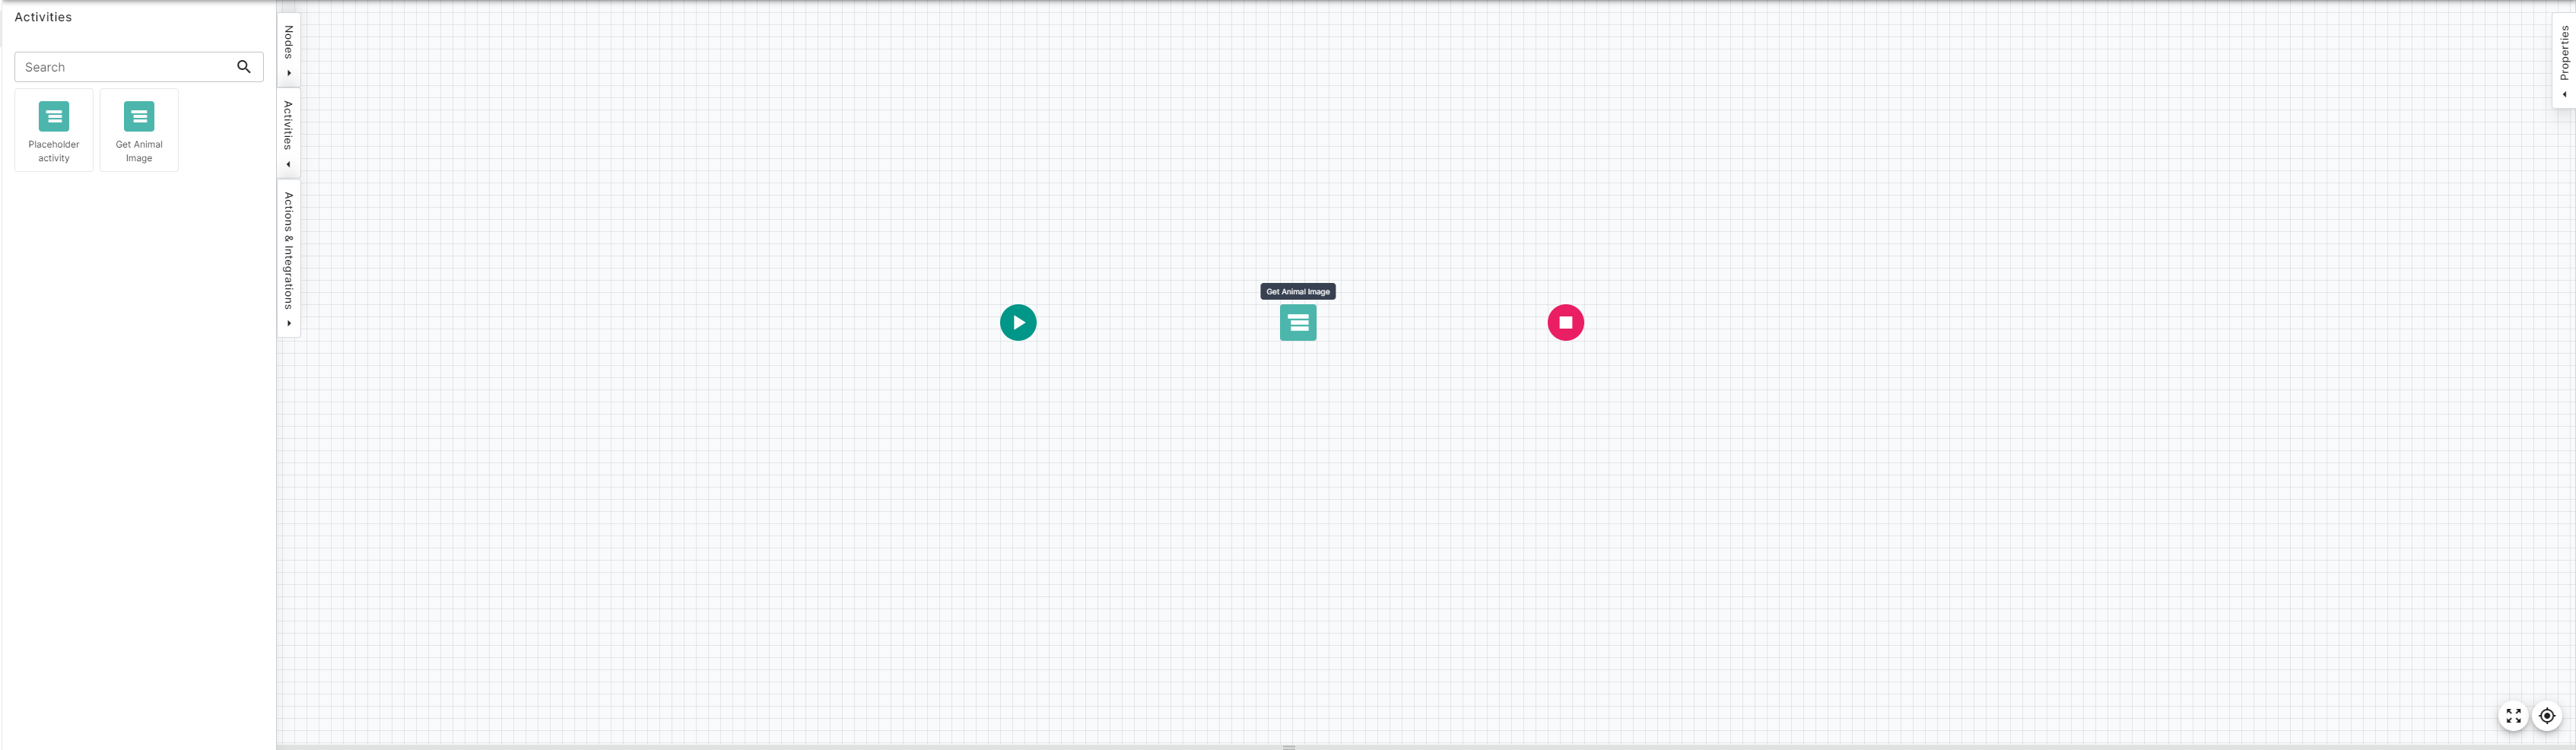 Activities
Search
Placeholder
activity
Get Animal
Image
Nodes
Activities
Actions & Integrations
Get Animal Image
Properties